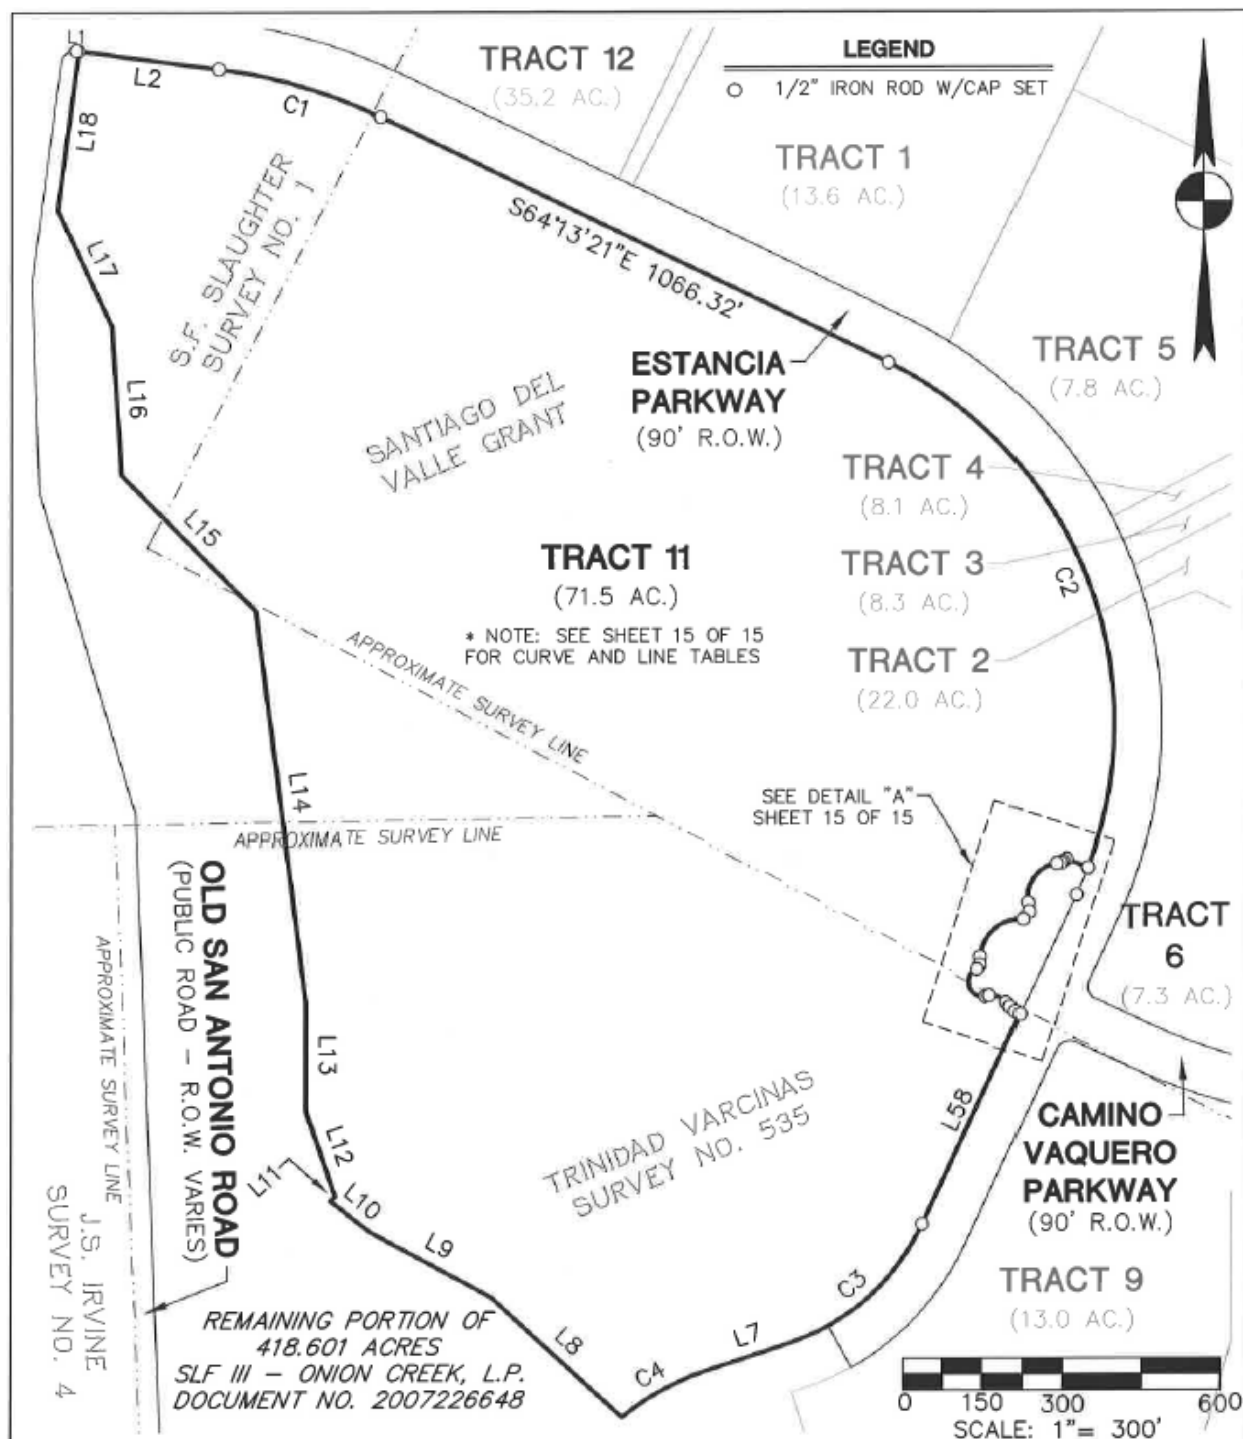 L1
L2
C1
TRACT 12
(35.2 AC.)
LEGEND
1/2" IRON ROD W/CAP SET
TRACT 1
(13.6 AC.)
L18
S.F. SLAUGHTER
SURVEY NO. 1
S64°13'21"E 1066.32'
L17
ESTANCIA
PARKWAY
(90' R.O.W.)
TRACT 5
(7.8 AC.)
L16
SANTIAGO DEL
VALLE GRANT
TRACT 4
(8.1 AC.)
L15
TRACT 11
(71.5 AC.)
TRACT 3
(8.3 AC.)
C2
* NOTE: SEE SHEET 15 OF 15
FOR CURVE AND LINE TABLES
TRACT 2
(22.0 AC.)
APPROXIMATE SURVEY LINE
L14
SEE DETAIL "A"
SHEET 15 OF 15
APPROXIMATE SURVEY LINE
OLD SAN ANTONIO ROAD
(PUBLIC ROAD - R.O.W. VARIES)
APPROXIMATE SURVEY LINE
TRACT
6
(7.3 AC.)
L13
L58
TRINIDAD VARCINAS
SURVEY NO. 535
CAMINO
VAQUERO
PARKWAY
(90' R.O.W.)
L12
L11
L10
L9
J.S. IRVINE
SURVEY NO. 4
C3
TRACT 9
(13.0 AC.)
REMAINING PORTION OF
418.601 ACRES
SLF III - ONION CREEK, L.P.
DOCUMENT NO. 2007226648
L8
L7
C4
0 150 300 600
SCALE: 1"= 300'